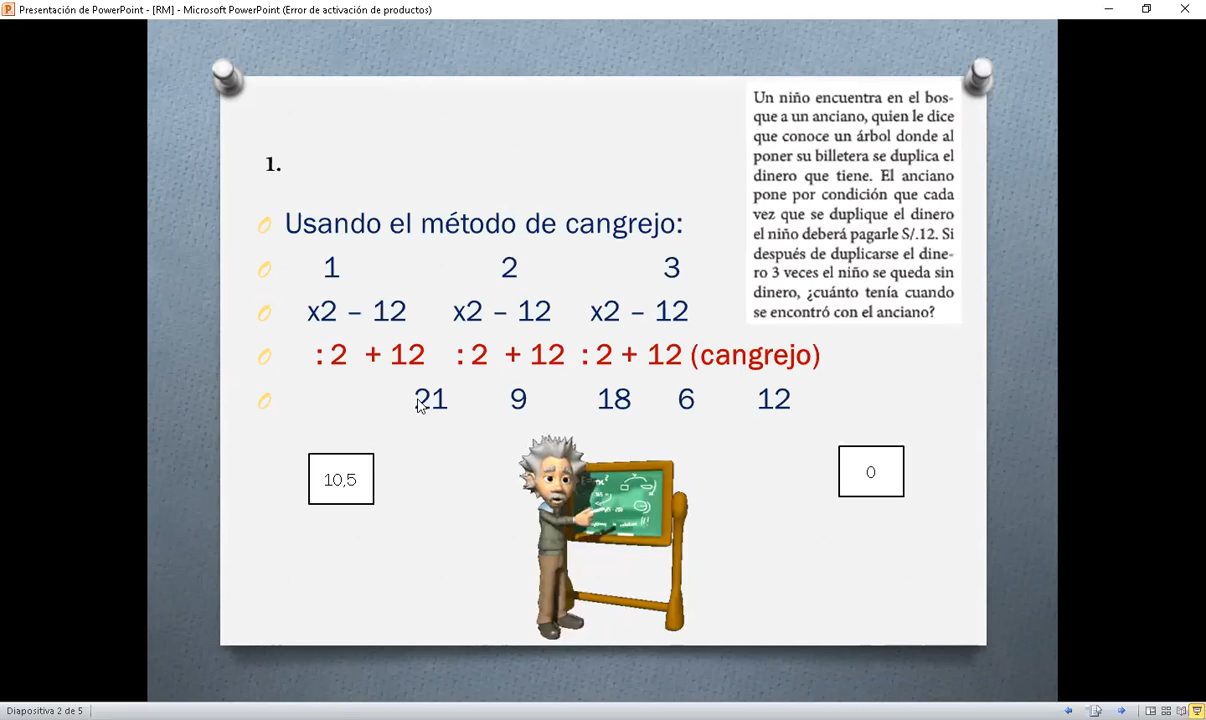 Presentación de PowerPoint - [RM] - Microsoft PowerPoint (Error de activación de productos)
1.
Usando el método de cangrejo:
1 2 3
x2 – 12 x2 – 12 x2 – 12
: 2 + 12 : 2 + 12 : 2 + 12 (cangrejo)
21 9 18 6 12
10,5
0
Un niño encuentra en el bos-
que a un anciano, quien le dice
que conoce un árbol donde al
poner su billetera se duplica el
dinero que tiene. El anciano
pone por condición que cada
vez que se duplique el dinero
el niño deberá pagarle S/.12. Si
después de duplicarse el dine-
ro 3 veces el niño se queda sin
dinero, ¿cuánto tenía cuando
se encontró con el anciano?
Diapositiva 2 de 5